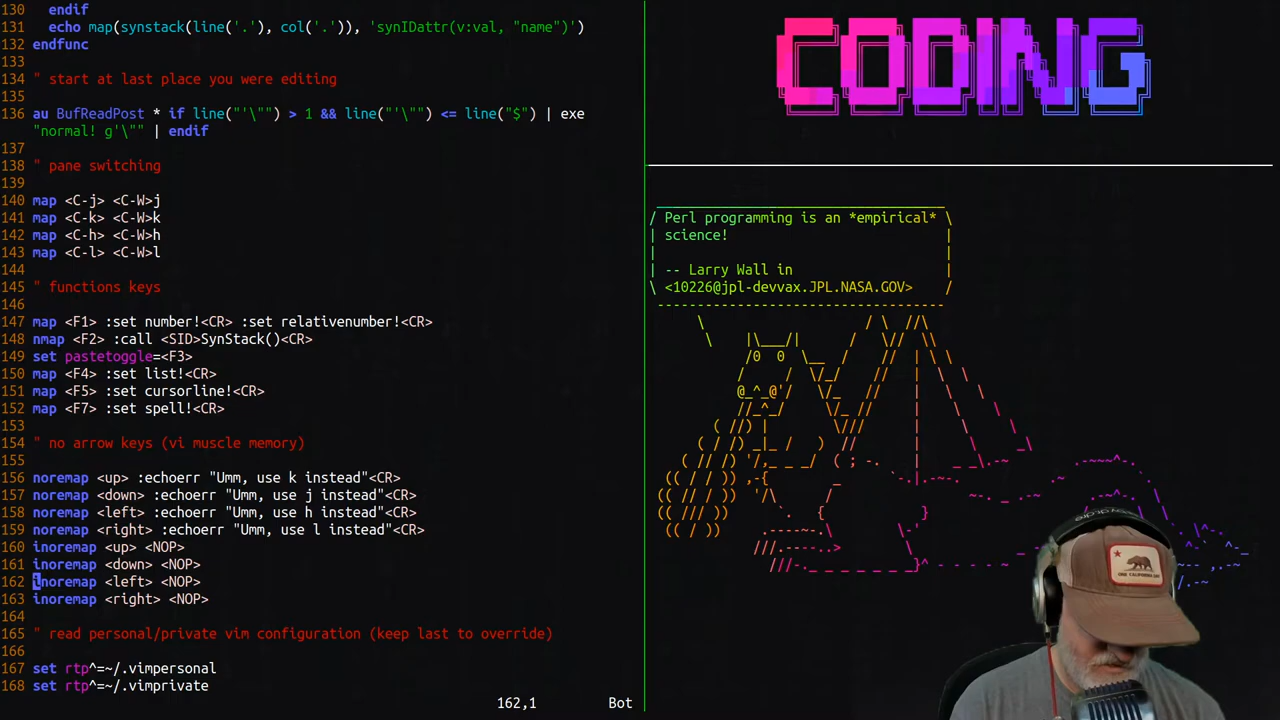 130   endif
131   echo map(synstack(line('.'), col('.')), 'synIDattr(v:val, "name")')
132 endfunc
133
134 " start at last place you were editing
135
136 au BufReadPost * if line("'\"") > 1 && line("'\"") <= line("$") | exe
"normal! g'\"" | endif
137
138 " pane switching
139
140 map <C-j> <C-W>j
141 map <C-k> <C-W>k
142 map <C-h> <C-W>h
143 map <C-l> <C-W>l
144
145 " functions keys
146
147 map <F1> :set number!<CR> :set relativenumber!<CR>
148 nmap <F2> :call <SID>SynStack()<CR>
149 set pastetoggle=<F3>
150 map <F4> :set list!<CR>
151 map <F5> :set cursorline!<CR>
152 map <F7> :set spell!<CR>
153
154 " no arrow keys (vi muscle memory)
155
156 noremap <up> :echoerr "Umm, use k instead"<CR>
157 noremap <down> :echoerr "Umm, use j instead"<CR>
158 noremap <left> :echoerr "Umm, use h instead"<CR>
159 noremap <right> :echoerr "Umm, use l instead"<CR>
160 inoremap <up> <NOP>
161 inoremap <down> <NOP>
162 inoremap <left> <NOP>
163 inoremap <right> <NOP>
164
165 " read personal/private vim configuration (keep last to override)
166
167 set rtp^=~/.vimpersonal
168 set rtp^=~/.vimprivate
162,1 Bot
CODING
Perl programming is an *empirical*
science!
-- Larry Wall in
<10226@jpl-devvax.JPL.NASA.GOV>